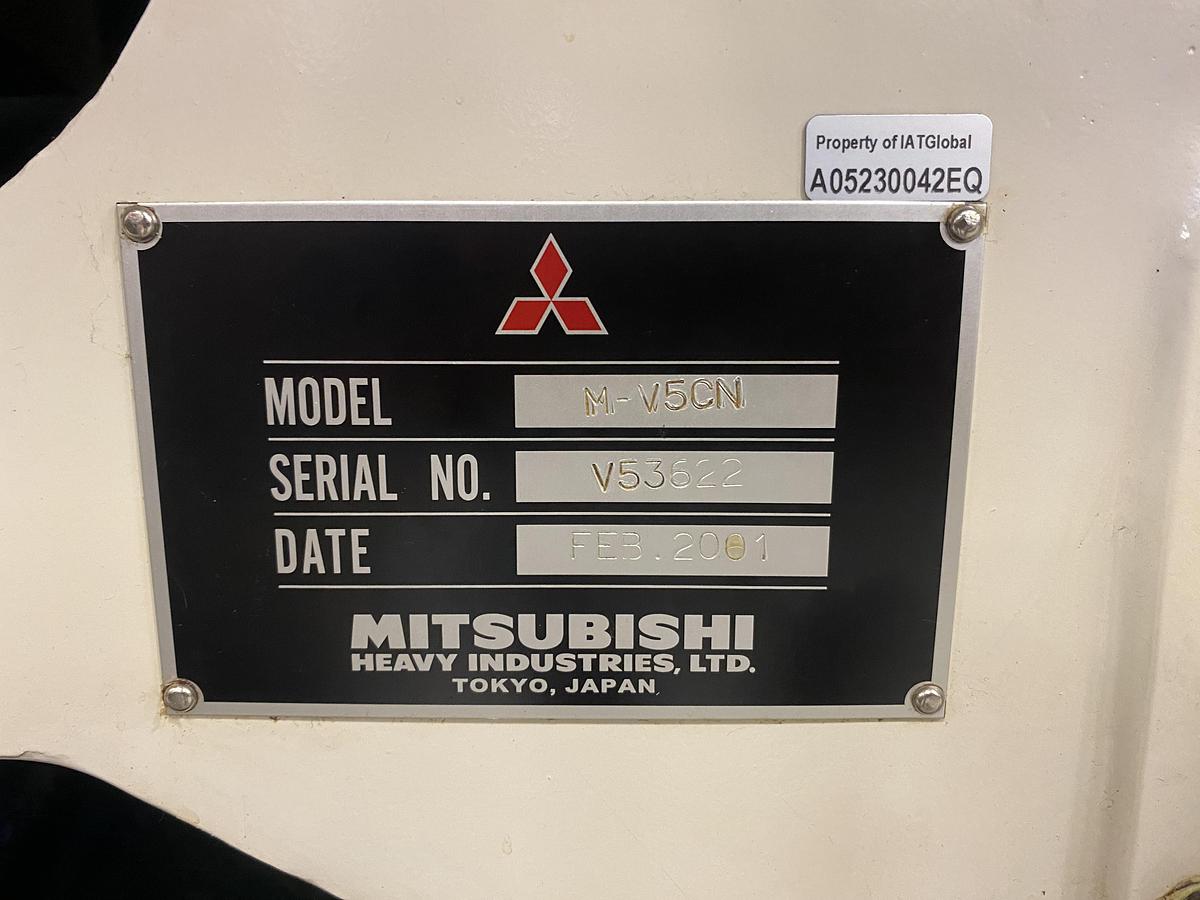 Property of IATGlobal
A05230042EQ
MODEL M-V5CN
SERIAL NO. V53622
DATE FEB.2001
MITSUBISHI
HEAVY INDUSTRIES, LTD.
TOKYO, JAPAN